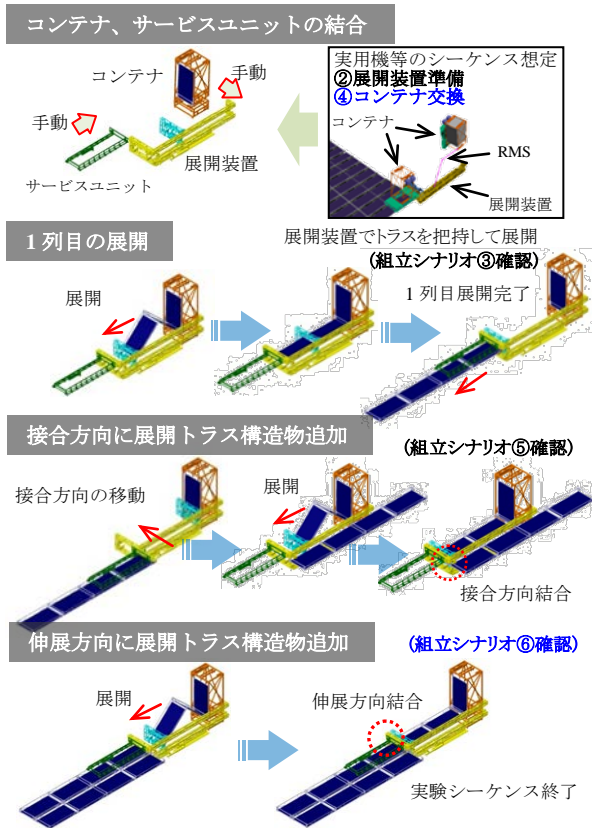 コンテナ、サービスユニットの結合
コンテナ
手動
手動
展開装置
サービスユニット
実用機等のシーケンス想定
②展開装置準備
④コンテナ交換
コンテナ
RMS
展開装置
1列目の展開
展開装置でトラスを把持して展開
(組立シナリオ③確認)
展開
1列目展開完了
接合方向に展開トラス構造物追加
(組立シナリオ⑤確認)
接合方向の移動
展開
接合方向結合
伸展方向に展開トラス構造物追加
(組立シナリオ⑥確認)
展開
伸展方向結合
実験シーケンス終了